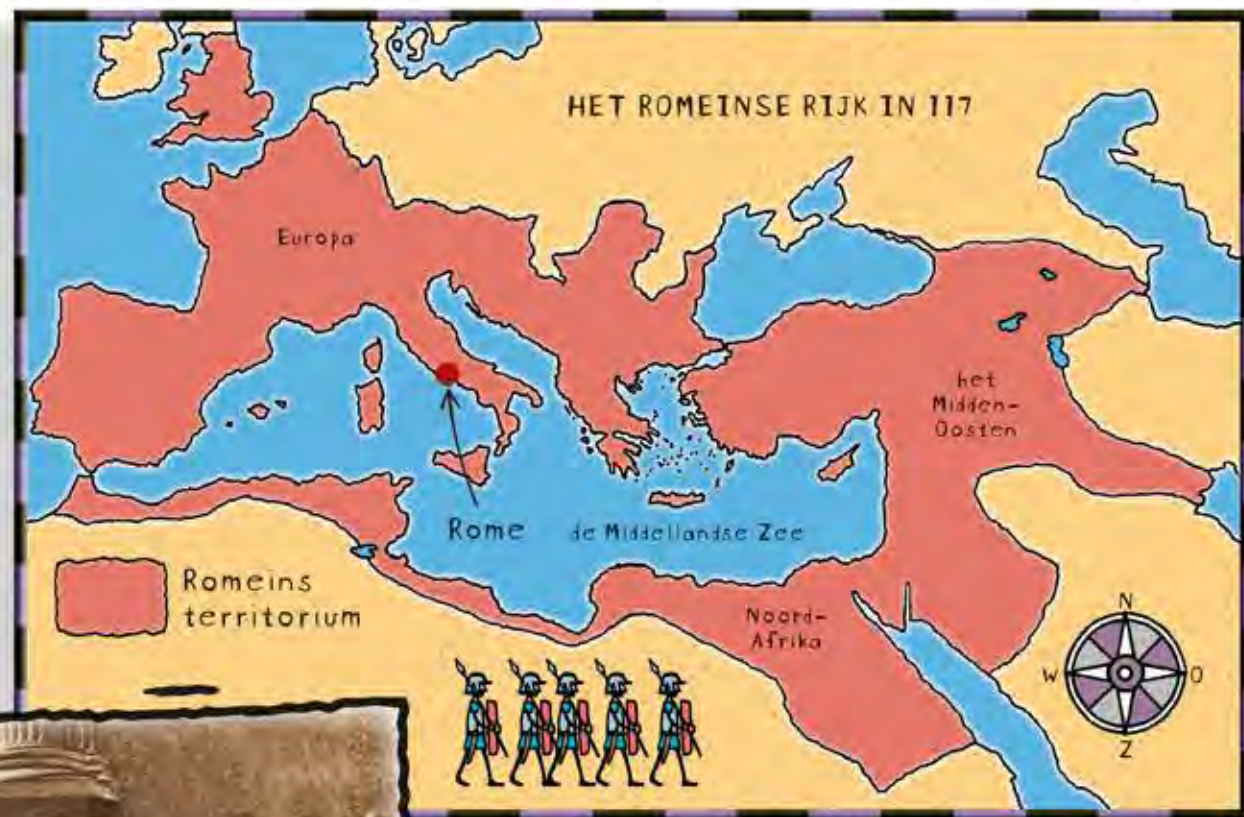 HET ROMEINSE RIJK IN 117
Europa
het
Midden-
Oosten
Rome
de Middellandse Zee
Romeins
territorium
Noord-
Afrika
N
W
O
Z